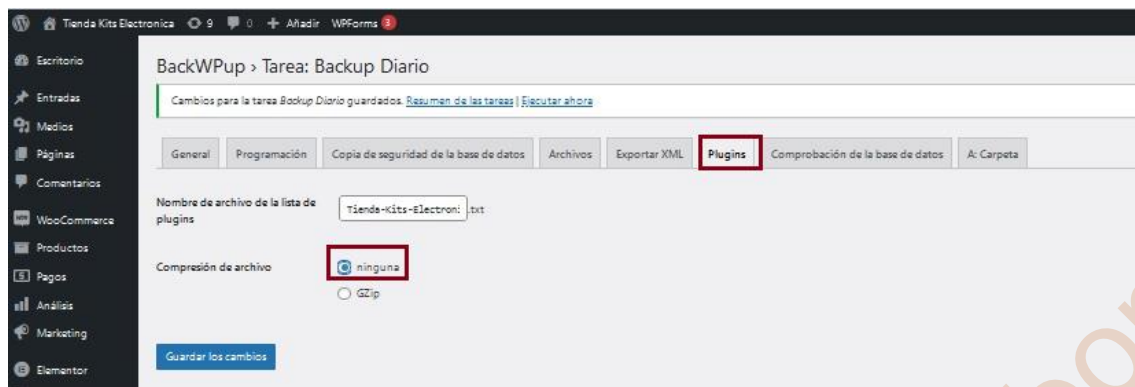 Tienda Kits Electronica 9 0 + Añadir WPForms 3
Escritorio
Entradas
Medios
Páginas
Comentarios
WooCommerce
Productos
Pagos
Análisis
Marketing
Elementor
BackWPup › Tarea: Backup Diario
Cambios para la tarea Backup Diario guardados. Resumen de las tareas | Ejecutar ahora
General Programación Copia de seguridad de la base de datos Archivos Exportar XML Plugins Comprobación de la base de datos A: Carpeta
Nombre de archivo de la lista de
plugins
Tienda-Kits-Electroni .txt
Compresión de archivo
ninguna
GZip
Guardar los cambios